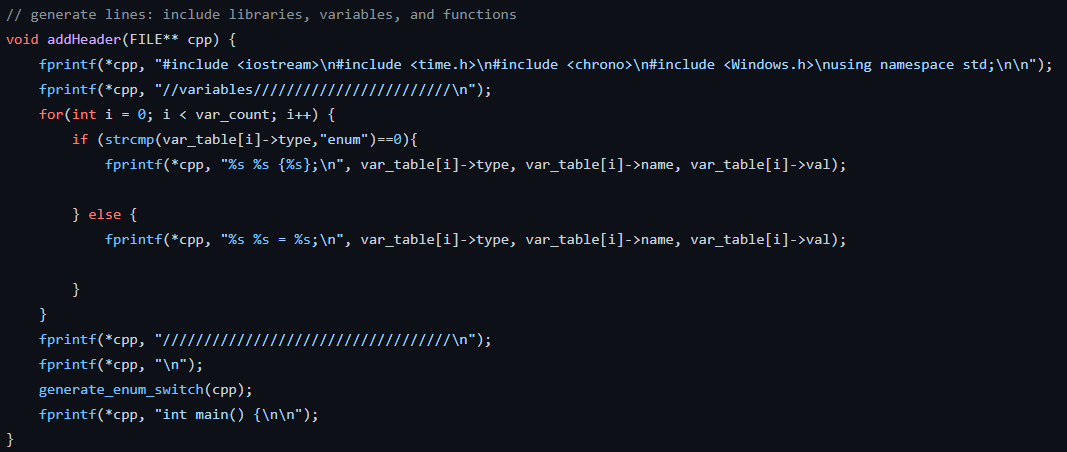 // generate lines: include libraries, variables, and functions
void addHeader(FILE** cpp) {
    fprintf(*cpp, "#include <iostream>\n#include <time.h>\n#include <chrono>\n#include <Windows.h>\nusing namespace std;\n\n");
    fprintf(*cpp, "//variables////////////////////////\n");
    for(int i = 0; i < var_count; i++) {
        if (strcmp(var_table[i]->type,"enum")==0){
            fprintf(*cpp, "%s %s {%s};\n", var_table[i]->type, var_table[i]->name, var_table[i]->val);
        } else {
            fprintf(*cpp, "%s %s = %s;\n", var_table[i]->type, var_table[i]->name, var_table[i]->val);
        }
    }
    fprintf(*cpp, "///////////////////////////////////\n");
    fprintf(*cpp, "\n");
    generate_enum_switch(cpp);
    fprintf(*cpp, "int main() {\n\n");
}